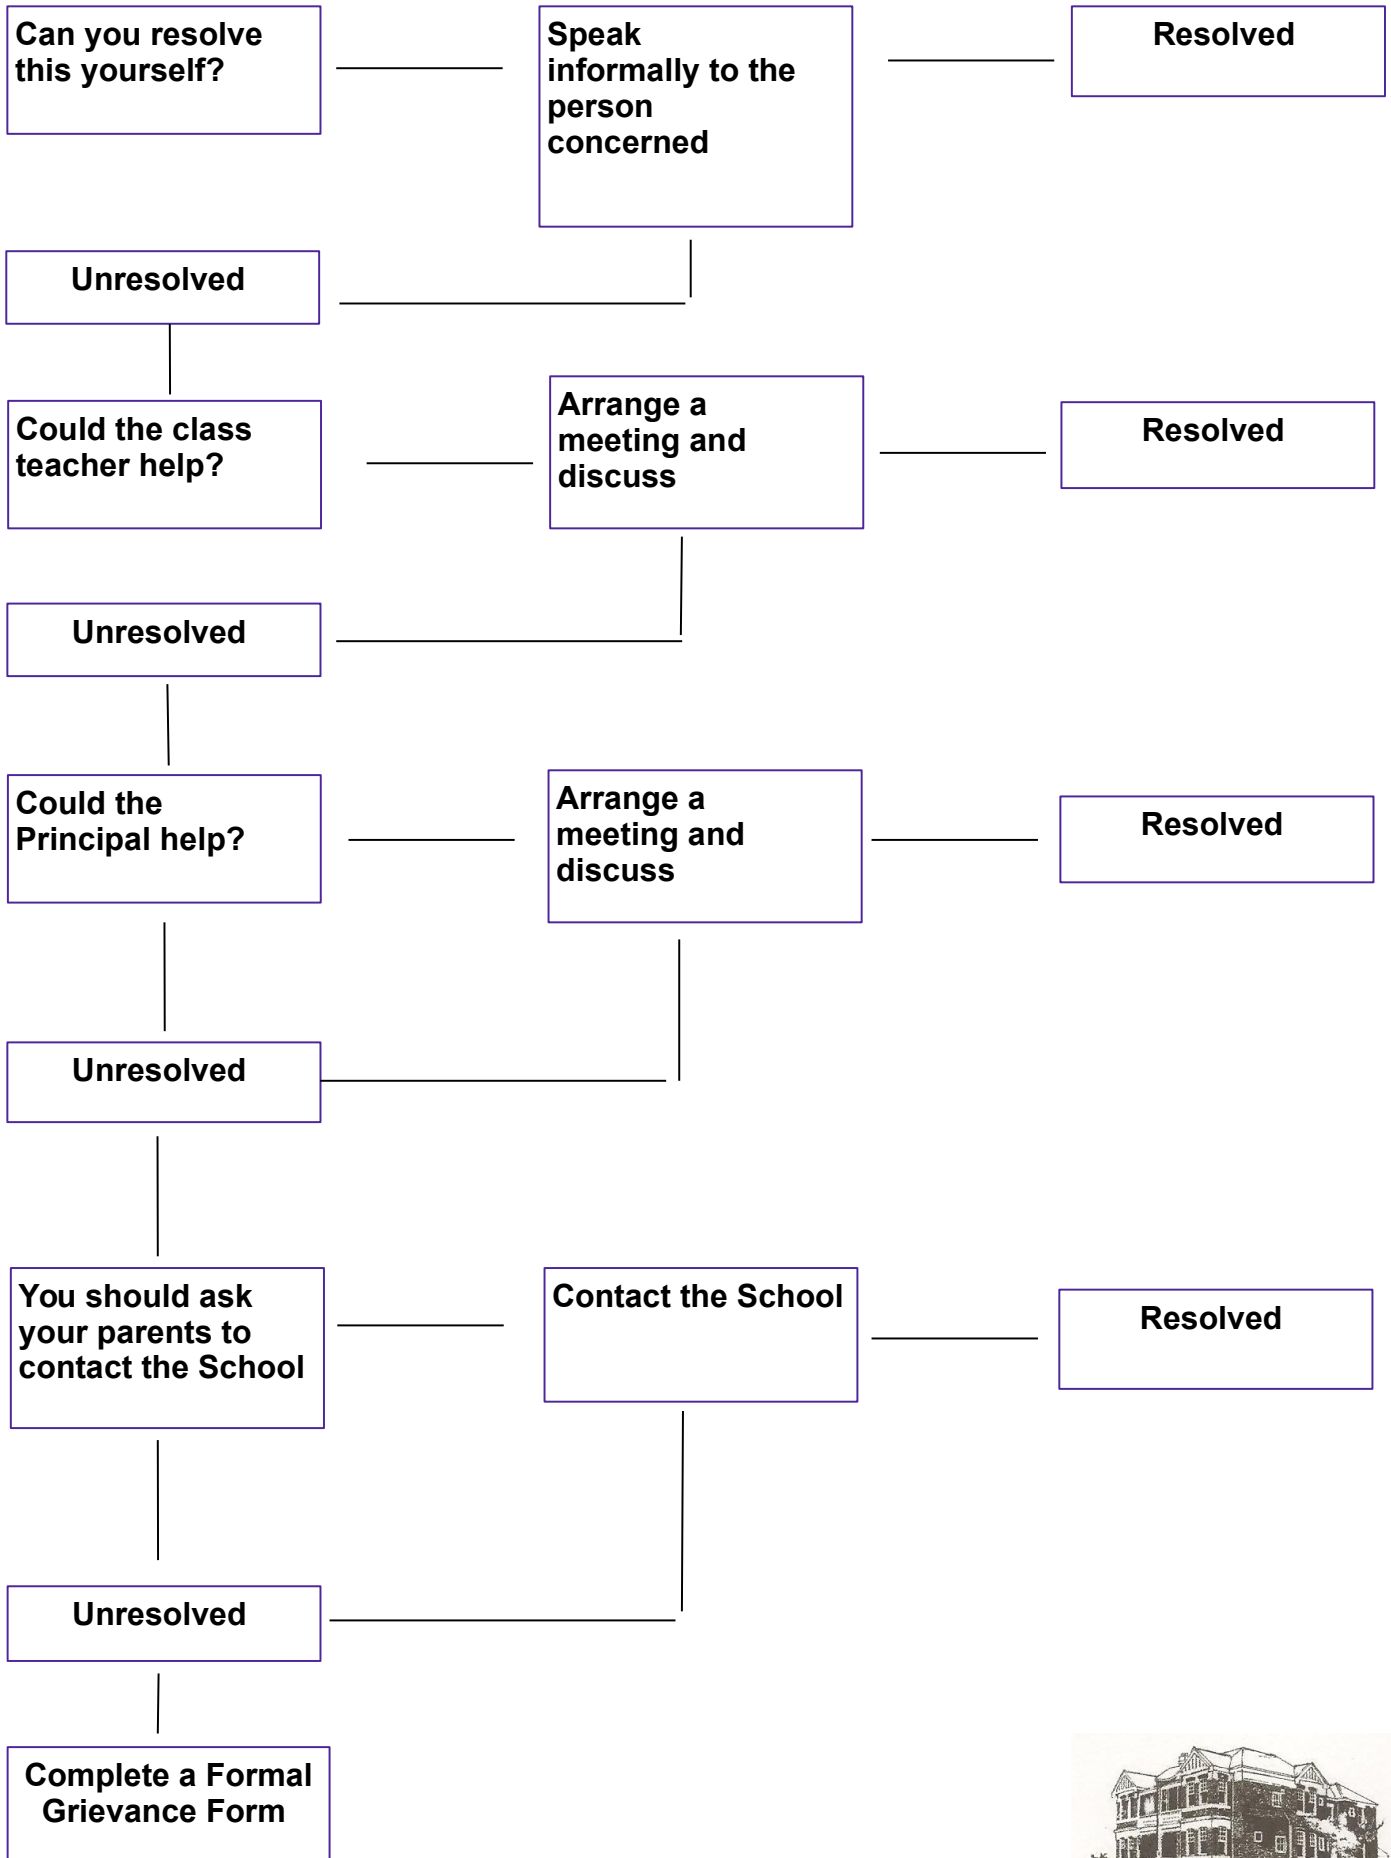 Can you resolve
this yourself?
Speak
informally to the
person
concerned
Resolved
Unresolved
Could the class
teacher help?
Arrange a
meeting and
discuss
Resolved
Unresolved
Could the
Principal help?
Arrange a
meeting and
discuss
Resolved
Unresolved
You should ask
your parents to
contact the School
Contact the School
Resolved
Unresolved
Complete a Formal
Grievance Form